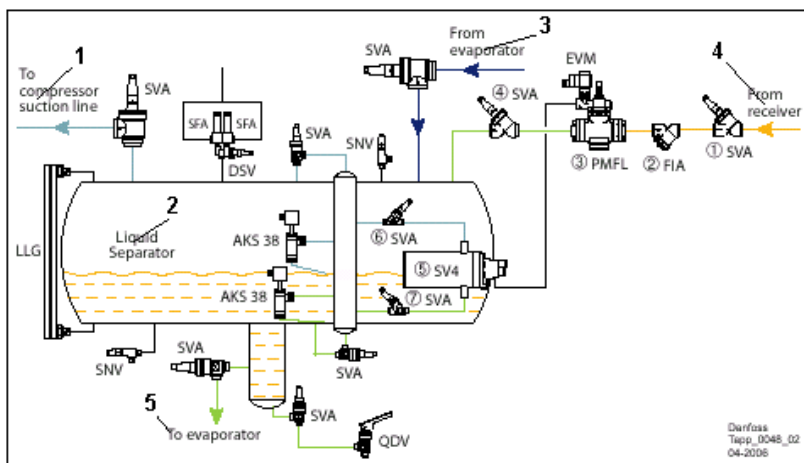 1
To
compressor
suction line
SVA
SFA
SFA
DSV
SVA
SNV
SVA
From
evaporator
3
④ SVA
EVM
4
From
receiver
③ PMFL
② FIA
① SVA
LLG
2
Liquid
Separator
AKS 38
⑥ SVA
⑤ SV4
AKS 38
⑦ SVA
SNV
SVA
SVA
5
To evaporator
SVA
QDV
Danfoss
Tapp_0048_02
04-2006